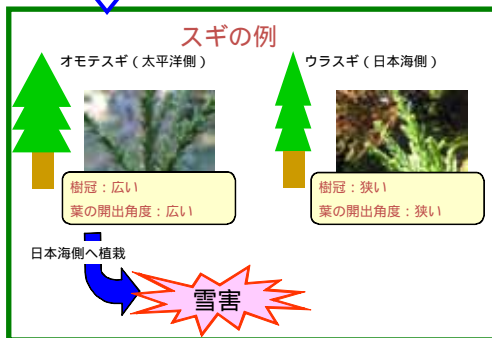 スギの例
オモテスギ（太平洋側）
ウラスギ（日本海側）
樹冠：広い
葉の開出角度：広い
樹冠：狭い
葉の開出角度：狭い
日本海側へ植栽
雪害